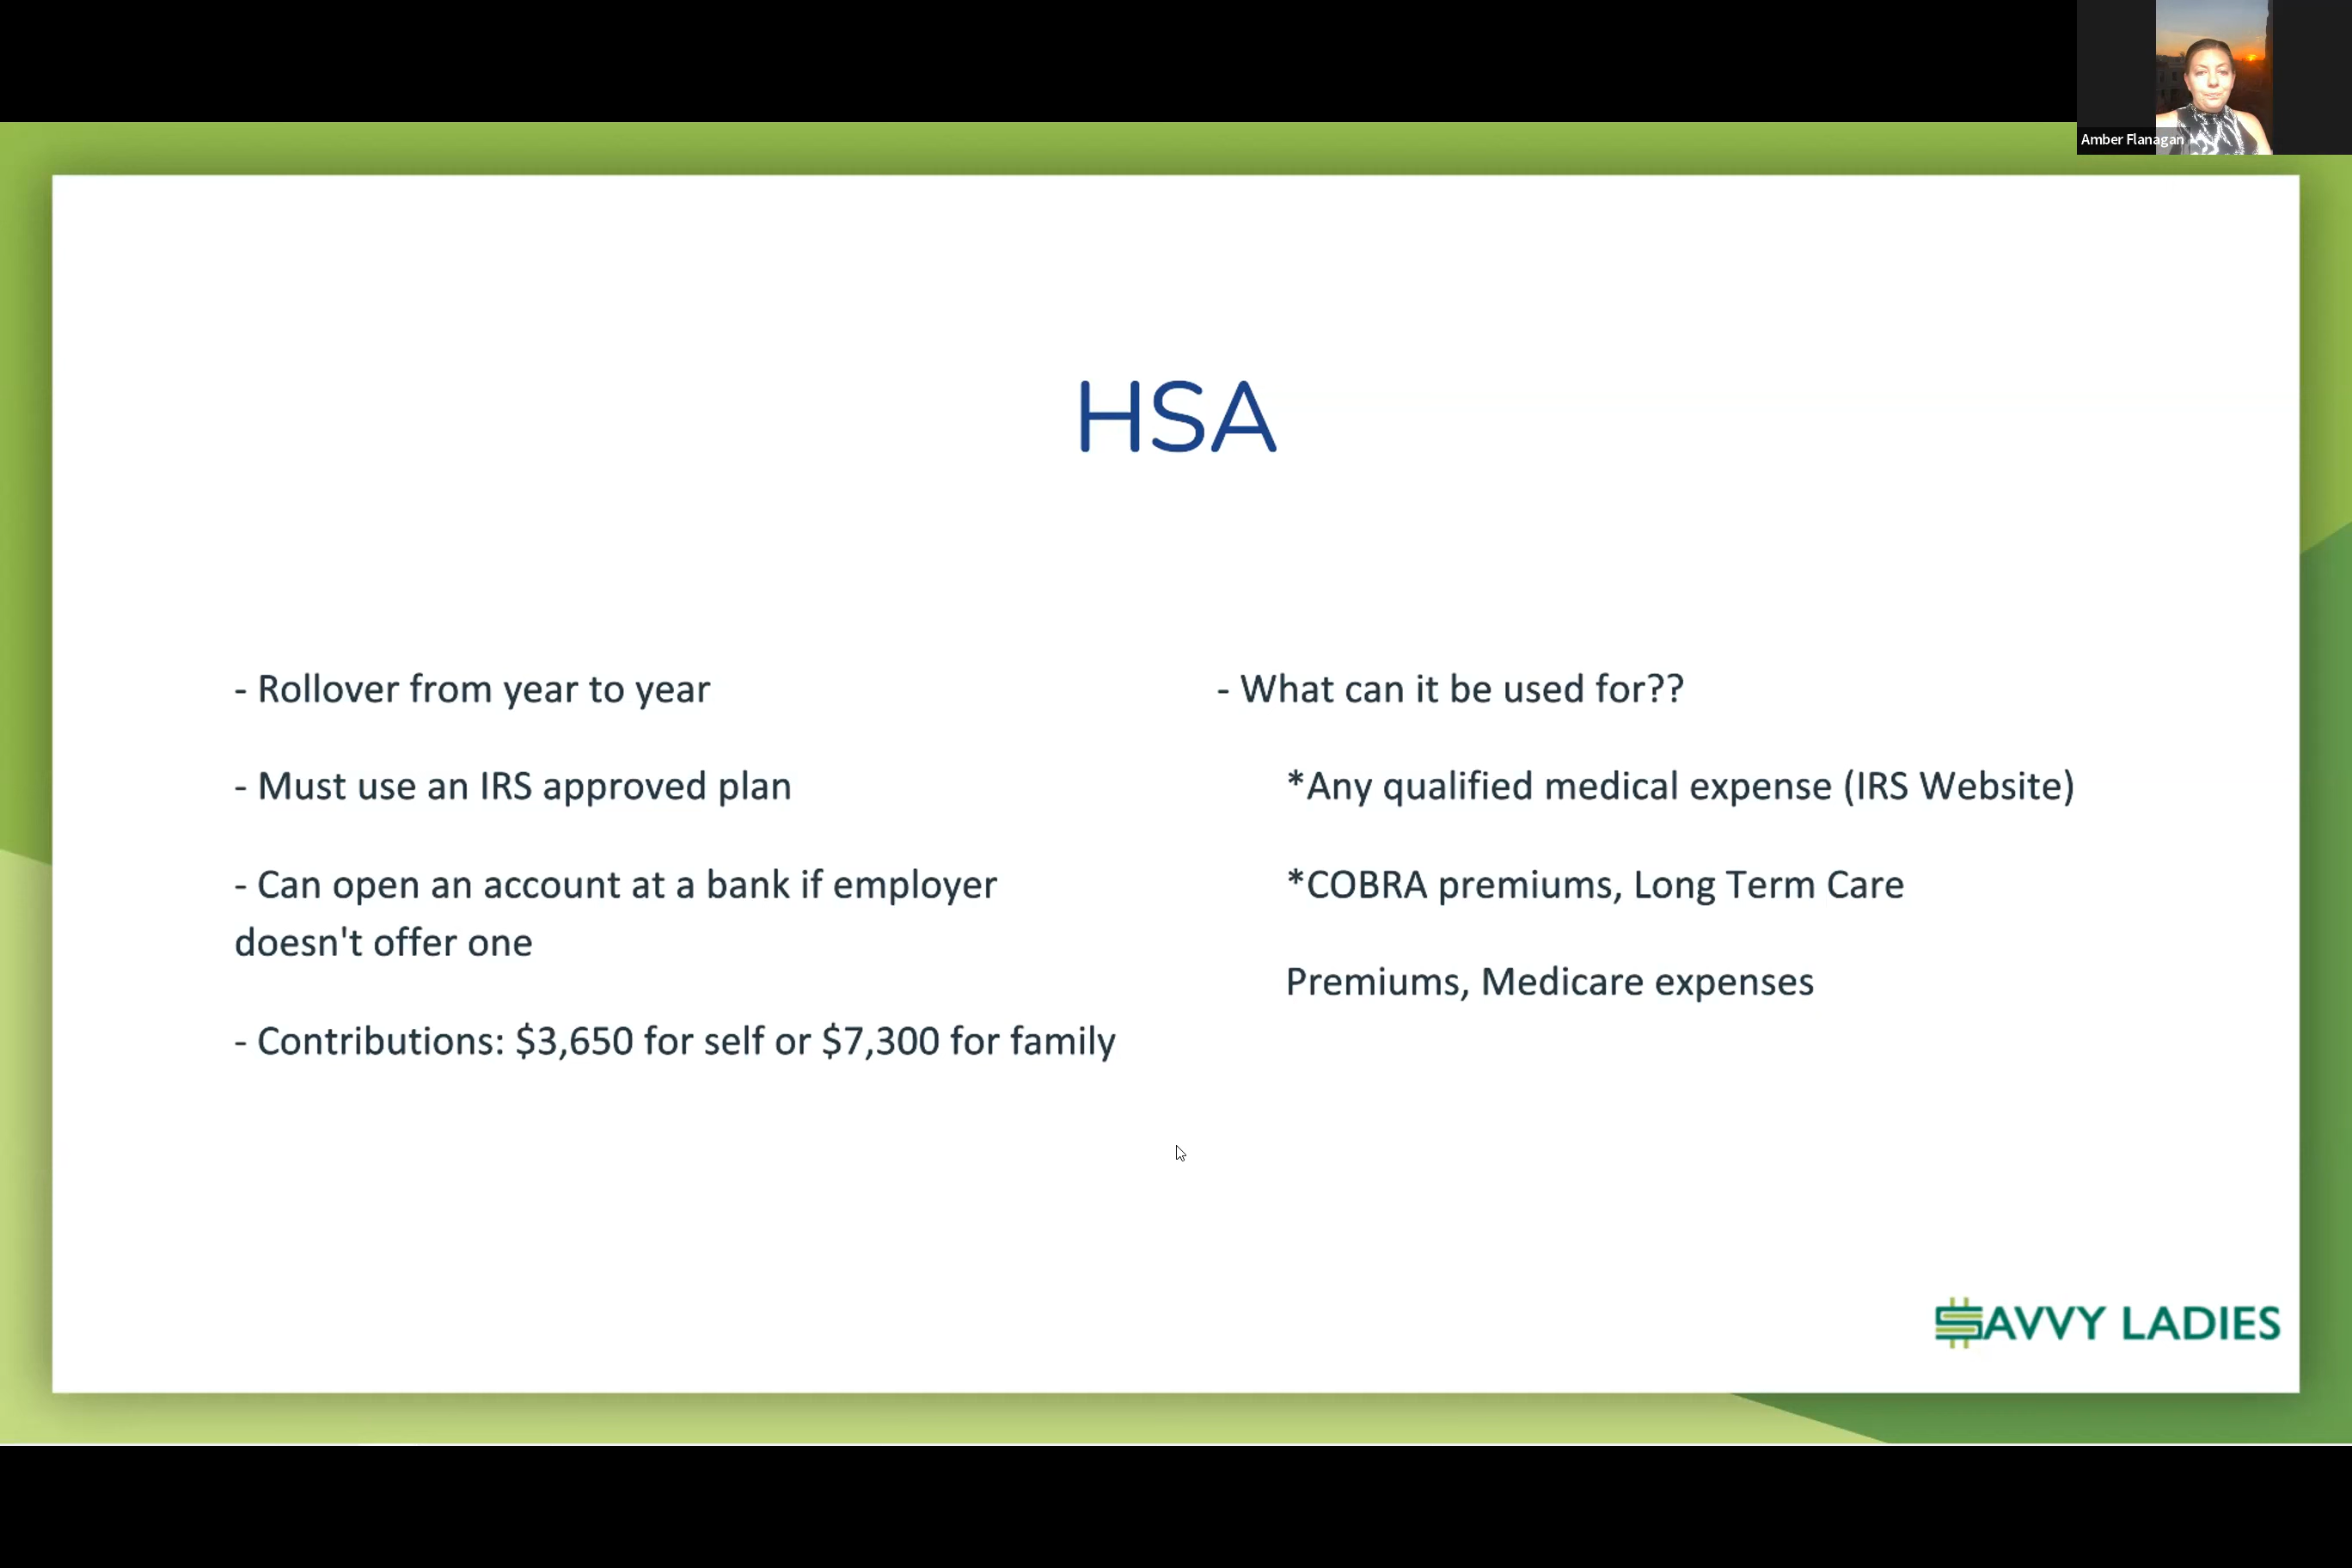 Amber Flanagan
HSA
- Rollover from year to year
- Must use an IRS approved plan
- Can open an account at a bank if employer
doesn't offer one
- Contributions: $3,650 for self or $7,300 for family
- What can it be used for??
*Any qualified medical expense (IRS Website)
*COBRA premiums, Long Term Care
Premiums, Medicare expenses
SAVVY LADIES